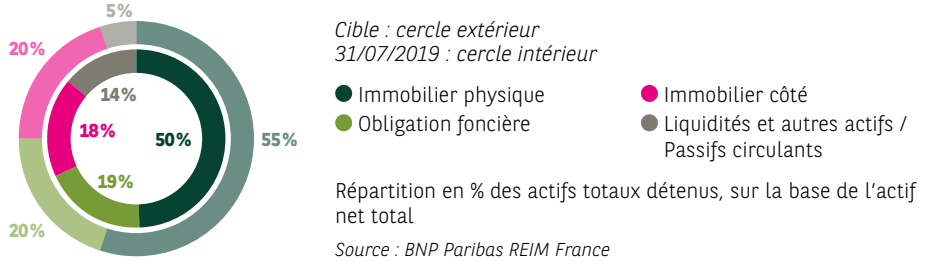 5%
20%
14%
18%
50%
55%
19%
20%
Cible : cercle extérieur
31/07/2019 : cercle intérieur
Immobilier physique
Obligation foncière
Immobilier côté
Liquidités et autres actifs /
Passifs circulants
Répartition en % des actifs totaux détenus, sur la base de l'actif
net total
Source : BNP Paribas REIM France